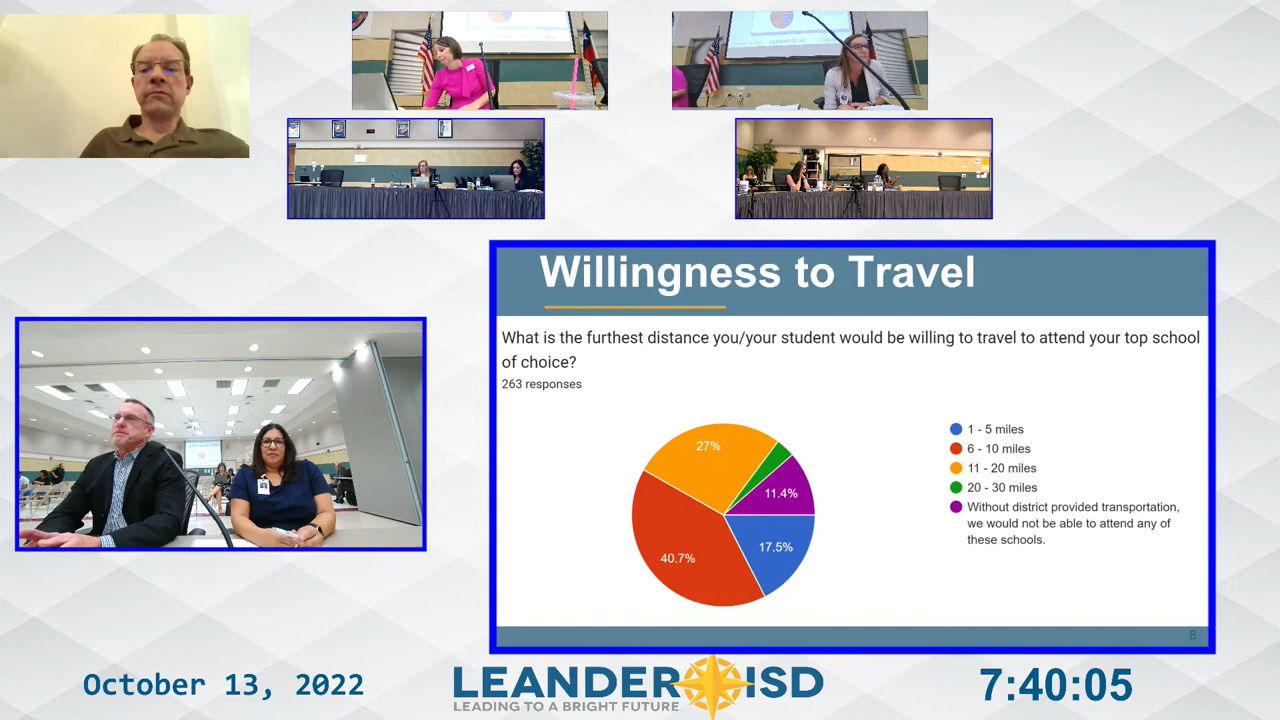 Willingness to Travel
What is the furthest distance you/your student would be willing to travel to attend your top school
of choice?
263 responses
27%
11.4%
17.5%
40.7%
1 - 5 miles
6 - 10 miles
11 - 20 miles
20 - 30 miles
Without district provided transportation,
we would not be able to attend any of
these schools.
8
October 13, 2022
LEANDER ISD
LEADING TO A BRIGHT FUTURE
7:40:05